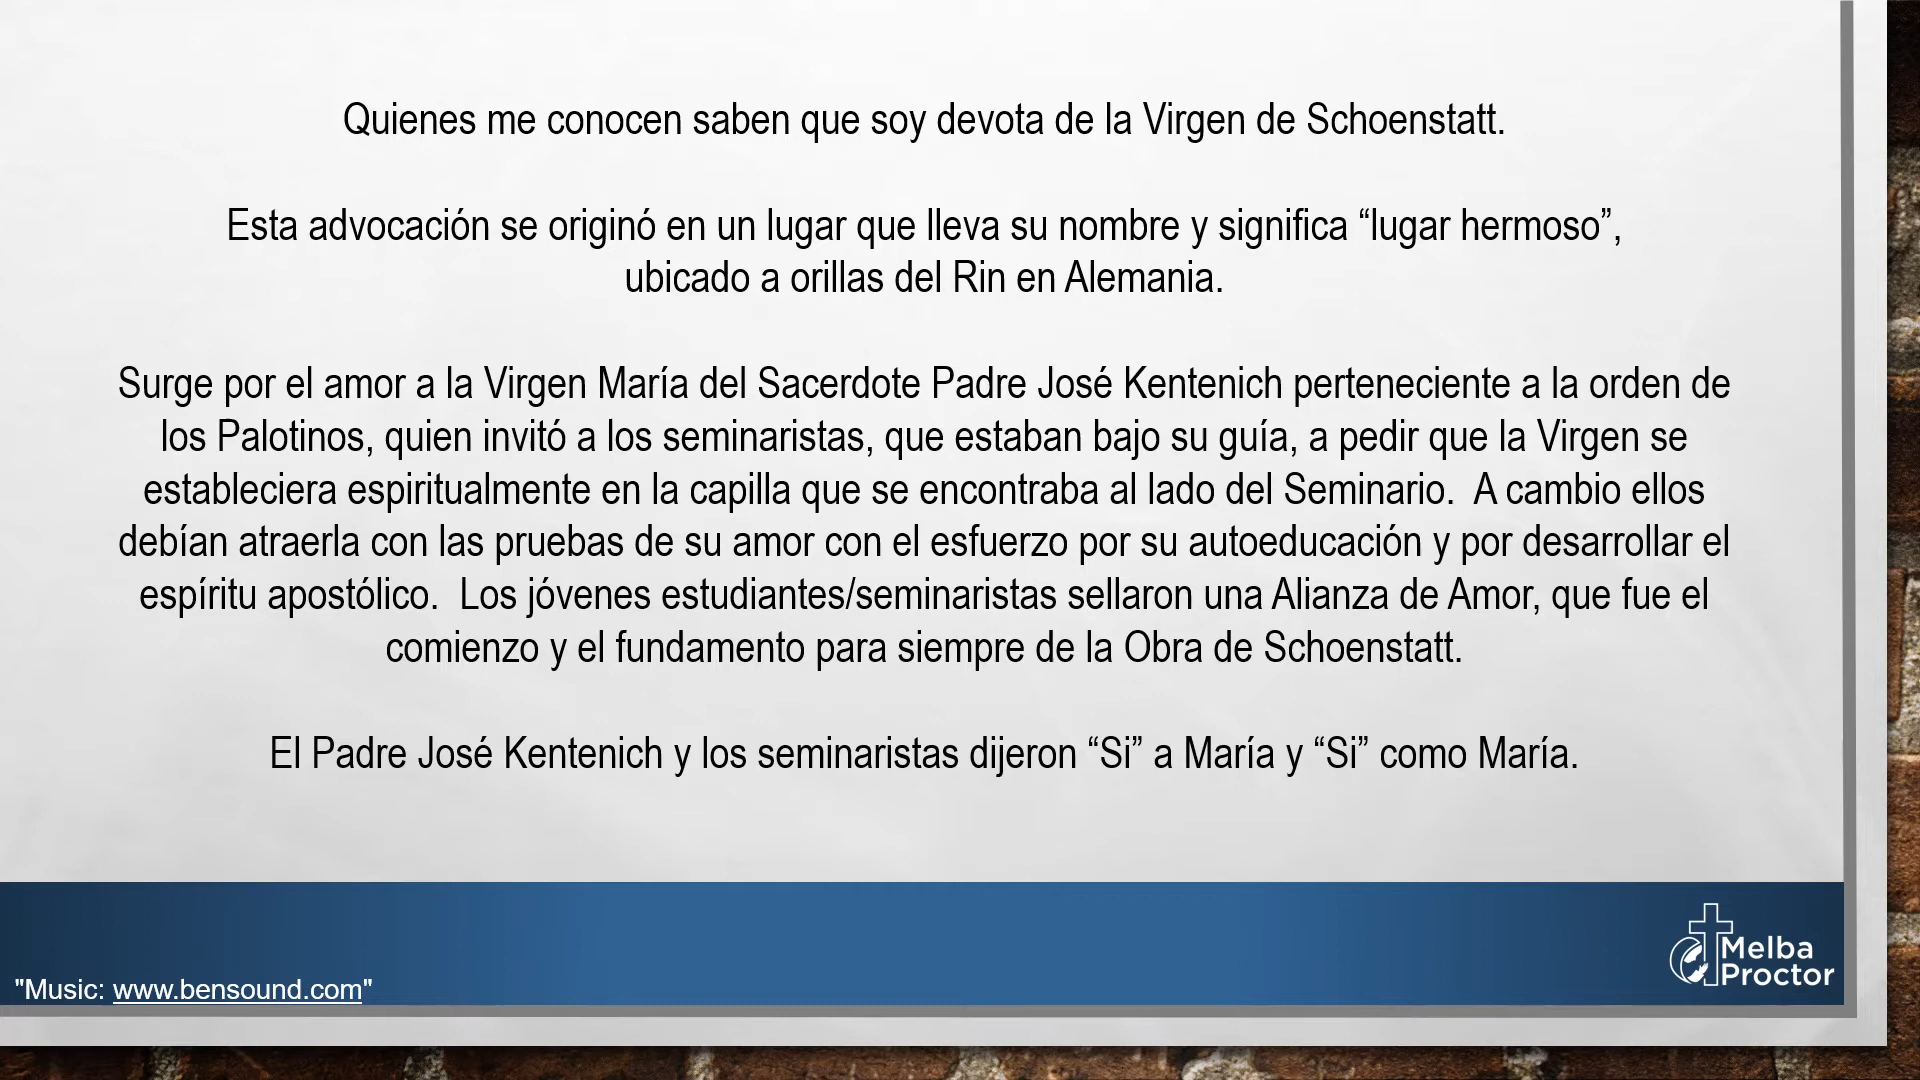 Quienes me conocen saben que soy devota de la Virgen de Schoenstatt.
Esta advocación se originó en un lugar que lleva su nombre y significa “lugar hermoso”,
ubicado a orillas del Rin en Alemania.
Surge por el amor a la Virgen María del Sacerdote Padre José Kentenich perteneciente a la orden de
los Palotinos, quien invitó a los seminaristas, que estaban bajo su guía, a pedir que la Virgen se
estableciera espiritualmente en la capilla que se encontraba al lado del Seminario.  A cambio ellos
debían atraerla con las pruebas de su amor con el esfuerzo por su autoeducación y por desarrollar el
espíritu apostólico.  Los jóvenes estudiantes/seminaristas sellaron una Alianza de Amor, que fue el
comienzo y el fundamento para siempre de la Obra de Schoenstatt.
El Padre José Kentenich y los seminaristas dijeron “Si” a María y “Si” como María.
Melba
Proctor
"Music: www.bensound.com"